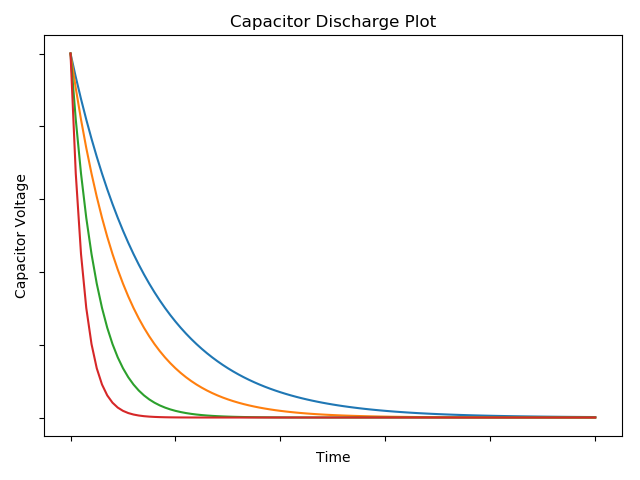 Capacitor Discharge Plot
Capacitor Voltage
Time